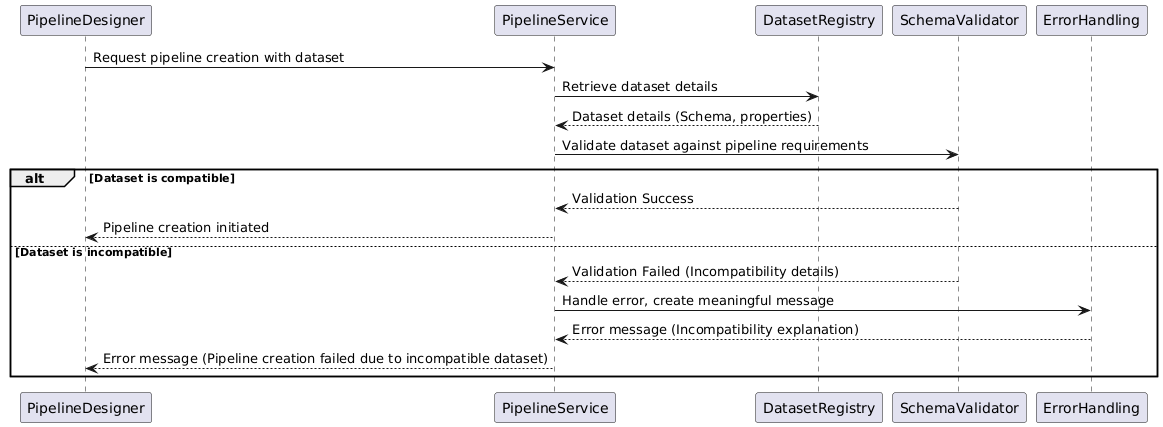 PipelineDesigner PipelineService DatasetRegistry SchemaValidator ErrorHandling
Request pipeline creation with dataset
Retrieve dataset details
Dataset details (Schema, properties)
Validate dataset against pipeline requirements
alt [Dataset is compatible]
Validation Success
Pipeline creation initiated
[Dataset is incompatible]
Validation Failed (Incompatibility details)
Handle error, create meaningful message
Error message (Incompatibility explanation)
Error message (Pipeline creation failed due to incompatible dataset)
PipelineDesigner PipelineService DatasetRegistry SchemaValidator ErrorHandling